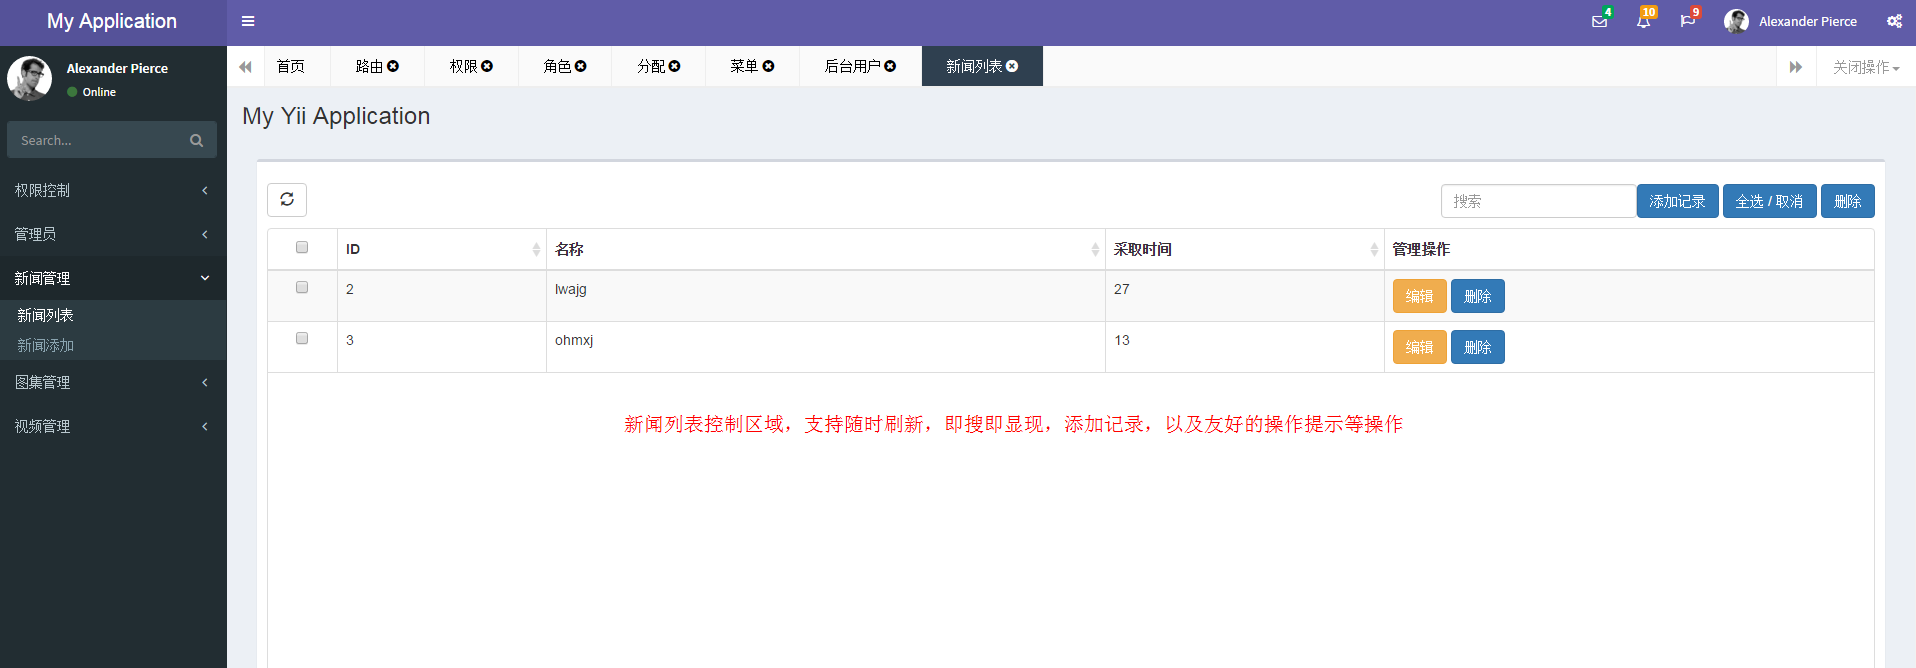 My Application
4
10
9
Alexander Pierce
Alexander Pierce
Online
Search...
权限控制
管理员
新闻管理
新闻列表
新闻添加
图集管理
视频管理
首页
路由
权限
角色
分配
菜单
后台用户
新闻列表
关闭操作
My Yii Application
搜索
添加记录
全选 / 取消
删除
ID 名称 采取时间 管理操作
2 lwajg 27 编辑 删除
3 ohmxj 13 编辑 删除
新闻列表控制区域，支持随时刷新，即搜即显现，添加记录，以及友好的操作提示等操作